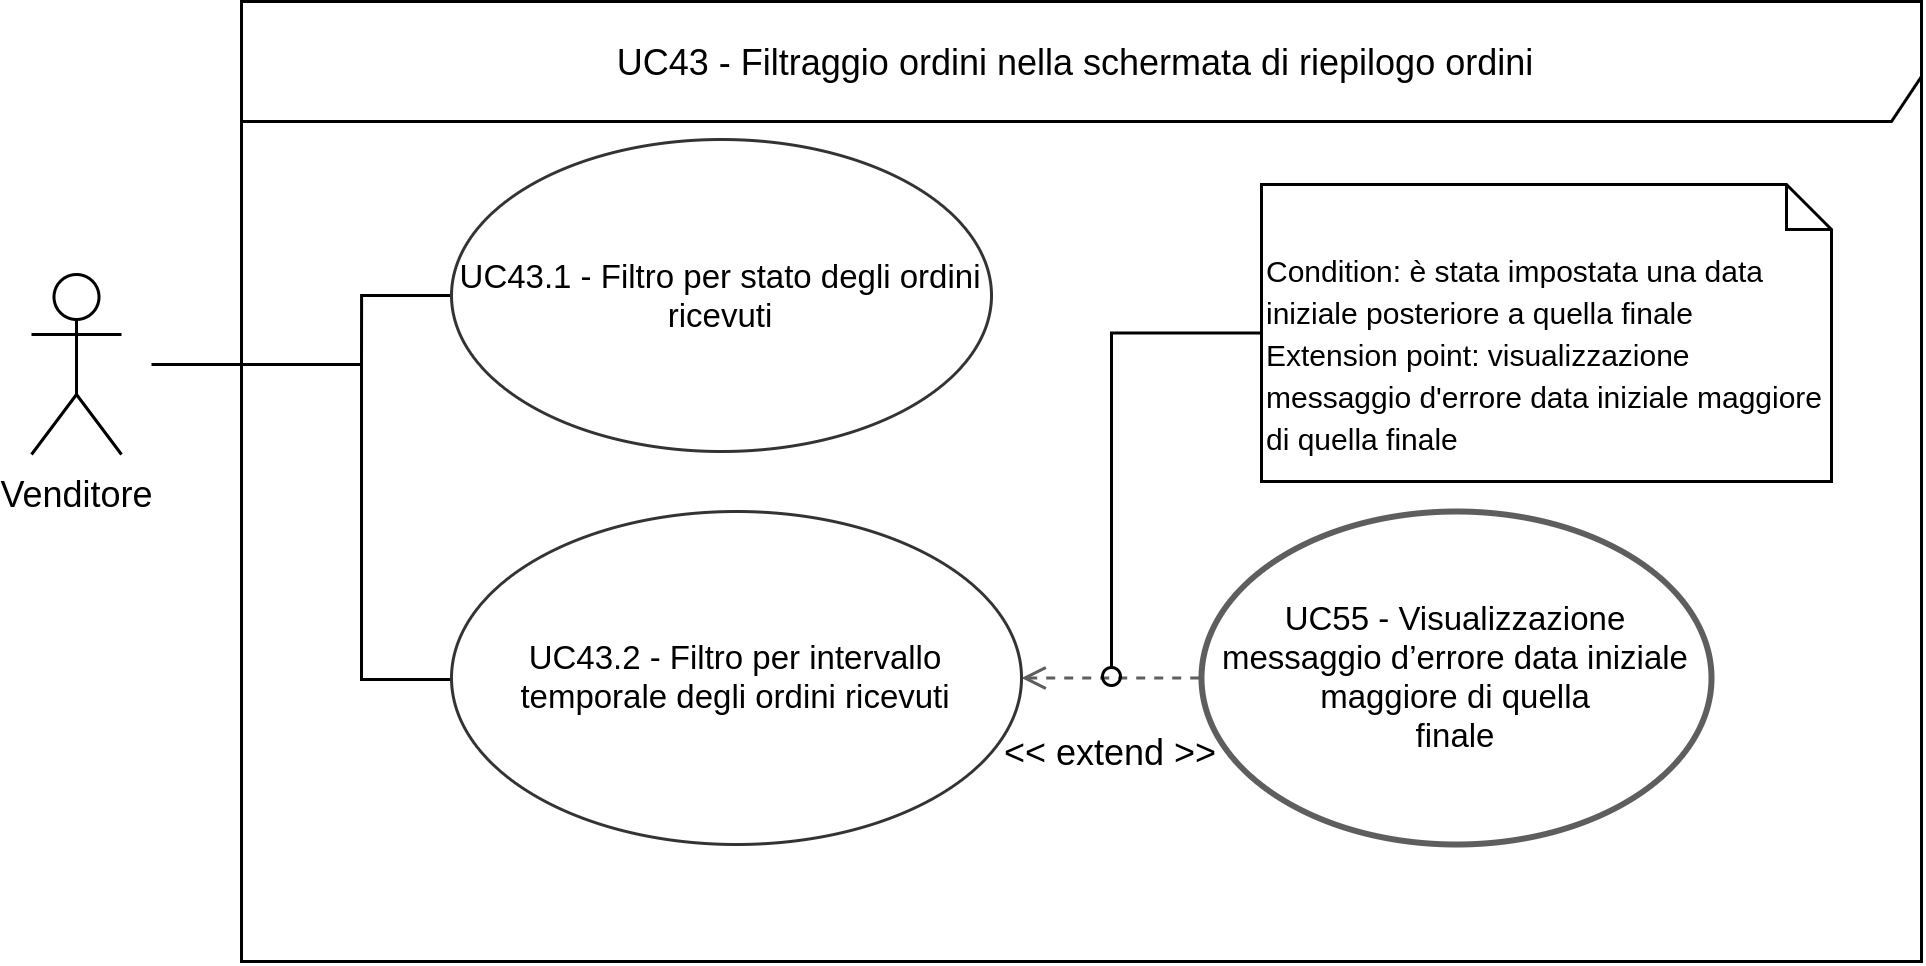 UC43 - Filtraggio ordini nella schermata di riepilogo ordini
UC43.1 - Filtro per stato degli ordini
ricevuti
Condition: è stata impostata una data
iniziale posteriore a quella finale
Extension point: visualizzazione
messaggio d'errore data iniziale maggiore
di quella finale
Venditore
UC43.2 - Filtro per intervallo
temporale degli ordini ricevuti
<< extend >>
UC55 - Visualizzazione
messaggio d’errore data iniziale
maggiore di quella
finale